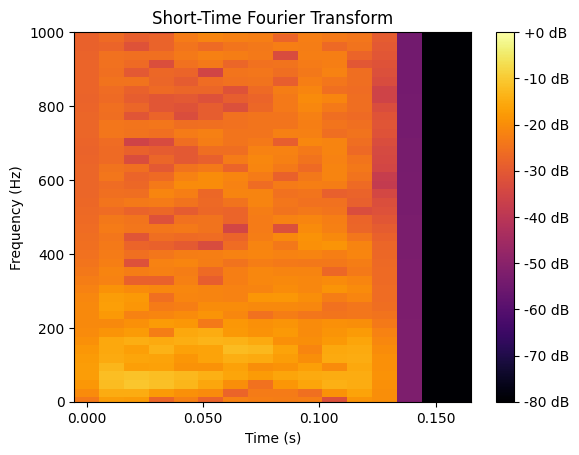 Short-Time Fourier Transform
1000
800
600
400
200
0
Frequency (Hz)
0.000
0.050
0.100
0.150
Time (s)
+0 dB
-10 dB
-20 dB
-30 dB
-40 dB
-50 dB
-60 dB
-70 dB
-80 dB